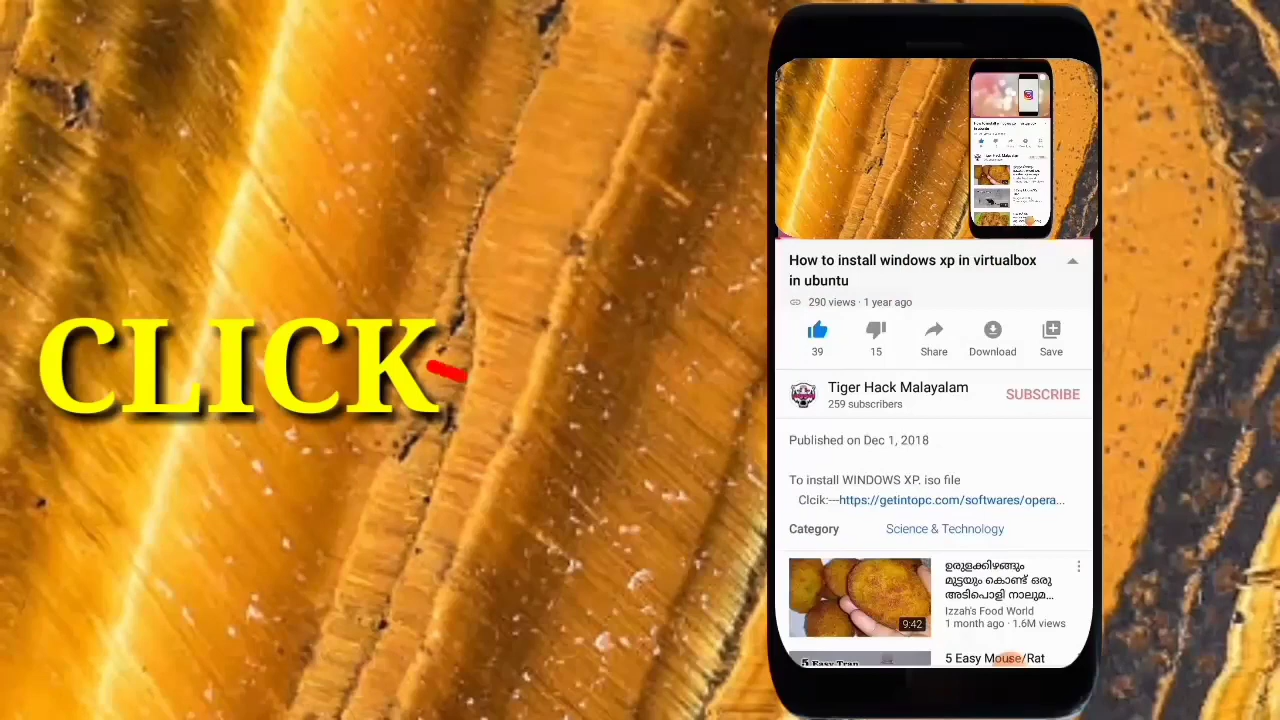 CLICK
How to install windows xp in virtualbox
in ubuntu
290 views · 1 year ago
39
15
Share
Download
Save
Tiger Hack Malayalam
259 subscribers
SUBSCRIBE
Published on Dec 1, 2018
To install WINDOWS XP. iso file
Clcik:---https://getintopc.com/softwares/opera...
Category
Science & Technology
ഉരുളക്കിഴങ്ങും
മുട്ടയും കൊണ്ട് ഒരു
അടിപൊളി നാലുമ...
Izzah's Food World
1 month ago · 1.6M views
9:42
5 Easy Trap
5 Easy Mouse/Rat